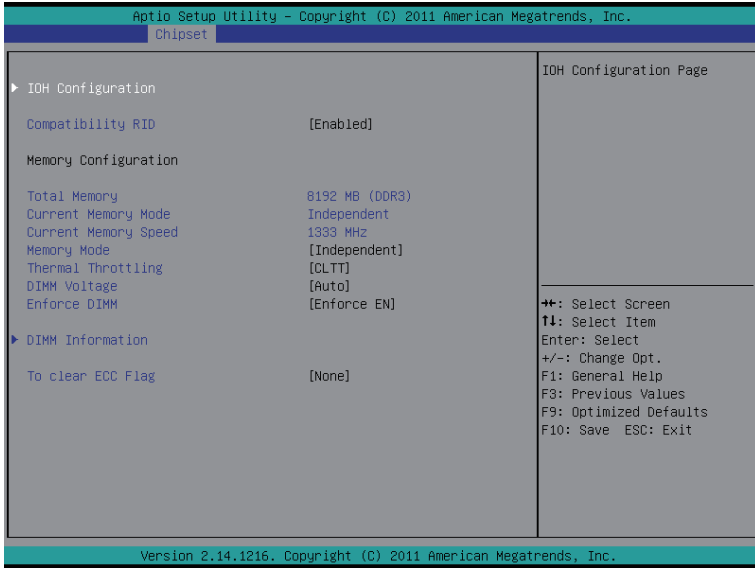 Aptio Setup Utility – Copyright (C) 2011 American Megatrends, Inc.
Chipset
▶ IOH Configuration
Compatibility RID [Enabled]
Memory Configuration
Total Memory 8192 MB (DDR3)
Current Memory Mode Independent
Current Memory Speed 1333 MHz
Memory Mode [Independent]
Thermal Throttling [CLTT]
DIMM Voltage [Auto]
Enforce DIMM [Enforce EN]
▶ DIMM Information
To clear ECC Flag [None]
IOH Configuration Page
→←: Select Screen
↑↓: Select Item
Enter: Select
+/-: Change Opt.
F1: General Help
F3: Previous Values
F9: Optimized Defaults
F10: Save ESC: Exit
Version 2.14.1216. Copyright (C) 2011 American Megatrends, Inc.